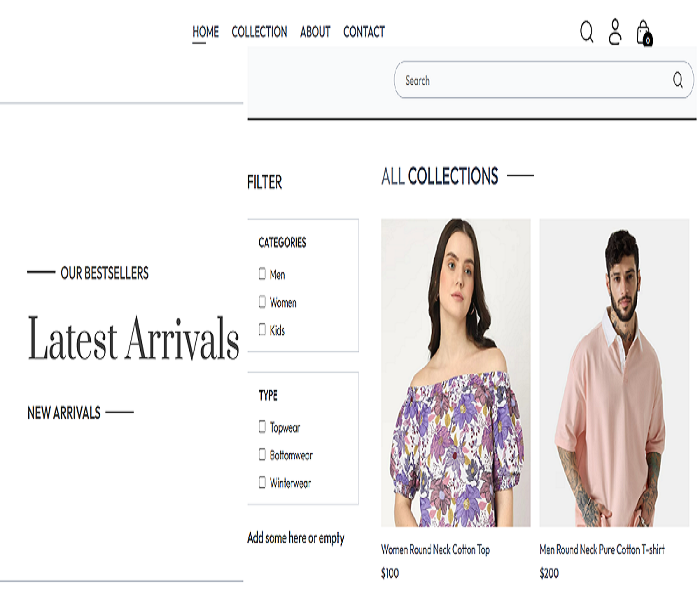 HOME COLLECTION ABOUT CONTACT
0
Search
FILTER
ALL COLLECTIONS
CATEGORIES
Men
Women
Kids
OUR BESTSELLERS
Latest Arrivals
NEW ARRIVALS
TYPE
Topwear
Bottomwear
Winterwear
Add some here or empty
Women Round Neck Cotton Top
$100
Men Round Neck Pure Cotton T-shirt
$200